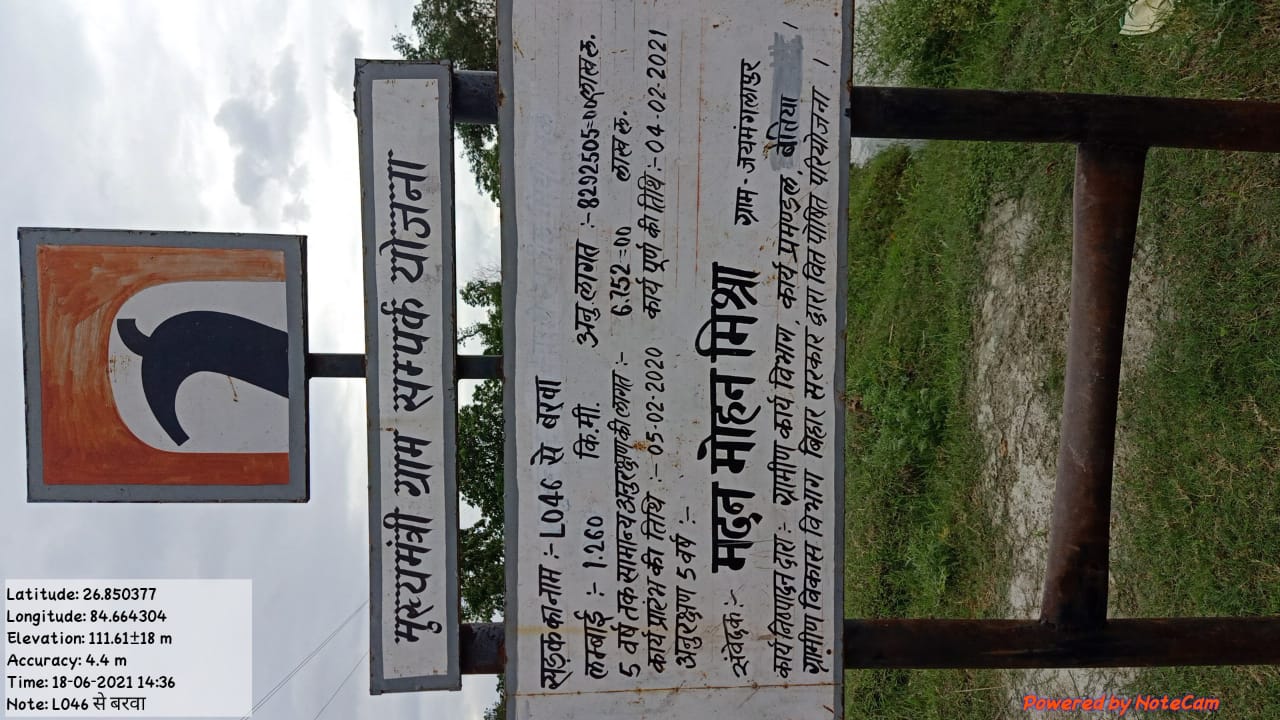 मुख्यमंत्री ग्राम सम्पर्क योजना
सड़क का नाम :- L046 से बरवा
लम्बाई :- 1.260 कि.मी. अनु. लागत :- 82.92505=00 लाख रु.
5 वर्ष तक सामान्य अनुरक्षण की लागत :- 6.752=00 लाख रु.
कार्य प्रारंभ की तिथि :- 05-02-2020 कार्य पूर्ण की तिथि :- 04-02-2021
अनुरक्षण 5 वर्ष :-
संवेदक :- मदन मोहन मिश्रा ग्राम - जयमंगलापुर
कार्य निष्पादन द्वारा :- ग्रामीण कार्य विभाग, कार्य प्रमण्डल, बेतिया ।
ग्रामीण विकास विभाग बिहार सरकार द्वारा वित्त पोषित परियोजना ।
Latitude: 26.850377
Longitude: 84.664304
Elevation: 111.61±18 m
Accuracy: 4.4 m
Time: 18-06-2021 14:36
Note: L046 से बरवा
Powered by NoteCam